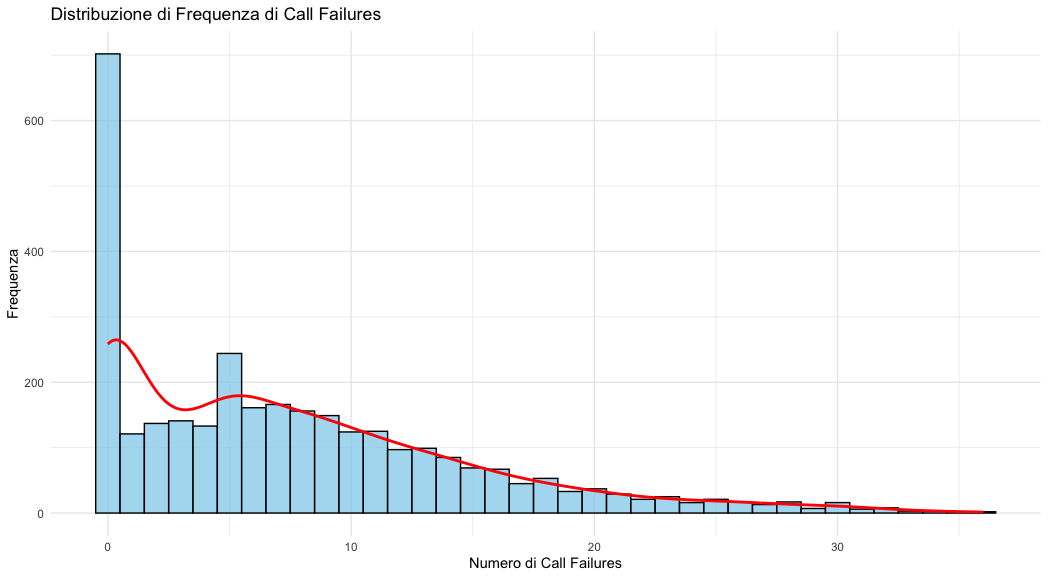 Distribuzione di Frequenza di Call Failures
Frequenza
600
400
200
0
0 10 20 30
Numero di Call Failures